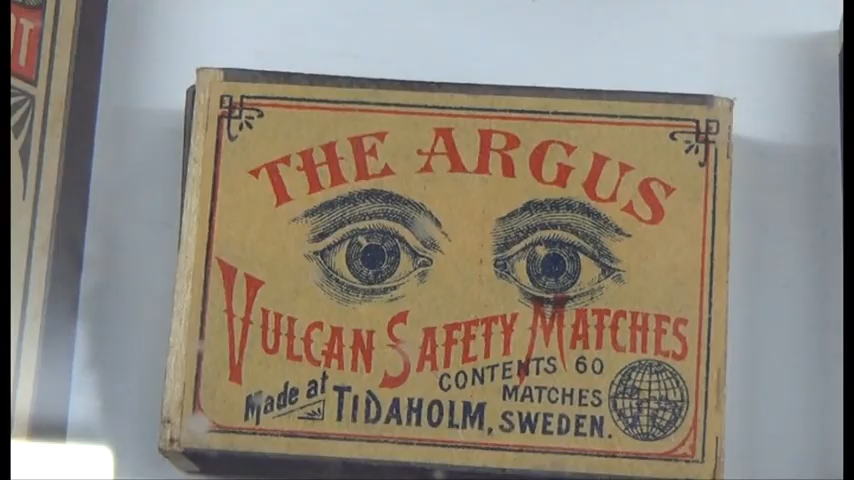 THE ARGUS
VULCAN SAFETY MATCHES
CONTENTS 60
MATCHES
Made at TIDAHOLM, SWEDEN.